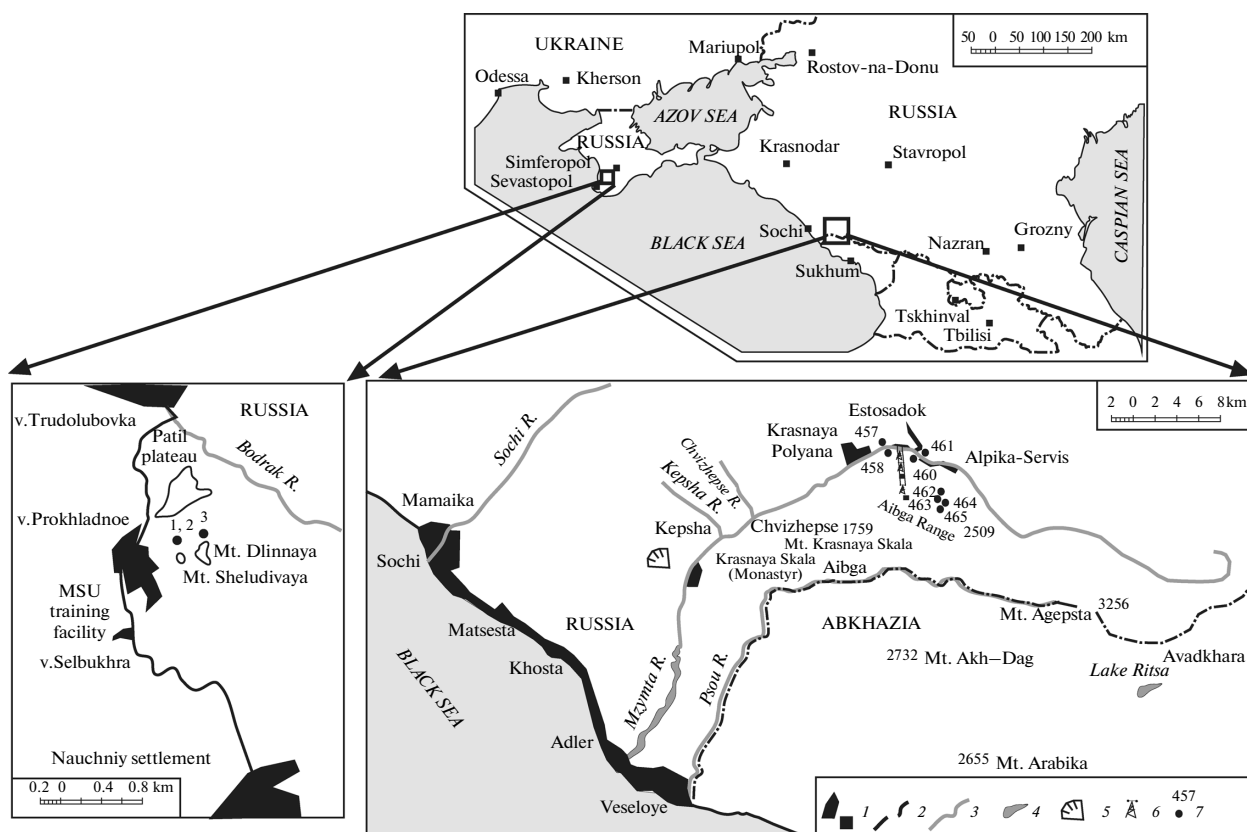 50 0 50 100 200 km
UKRAINE
Mariupol
Rostov-na-Donu
Odessa
Kherson
AZOV SEA
RUSSIA
RUSSIA
Krasnodar
Stavropol
Simferopol
Sevastopol
CASPIAN SEA
BLACK SEA
Sochi
Grozny
Nazran
Sukhum
Tskhinval
Tbilisi
v.Trudolubovka
RUSSIA
Patil
plateau
Bodrak R.
v.Prokhladnoe
1, 2
3
Mt. Dlinnaya
Mt. Sheludivaya
MSU
training
facility
v.Selbukhra
Nauchniy settlement
0.2 0 0.4 0.8 km
2 0 2 4 6 8 km
Sochi R.
Estosadok
457
461
Krasnaya
Polyana
Alpika-Servis
458
460
Chvizhepse R.
Kepsha R.
462
464
463
465
Aibga Range
2509
Mamaika
Kepsha
Chvizhepse 1759
Mt. Krasnaya Skala
Krasnaya Skala
(Monastyr)
Aibga
Sochi
Matsesta
RUSSIA
ABKHAZIA
Mt. Agepsta
3256
Khosta
Mzymta R.
Psou R.
2732 Mt. Akh–Dag
Avadkhara
Lake Ritsa
BLACK SEA
Adler
2655 Mt. Arabika
Veseloye
1 2 3 4 5 6 457 7